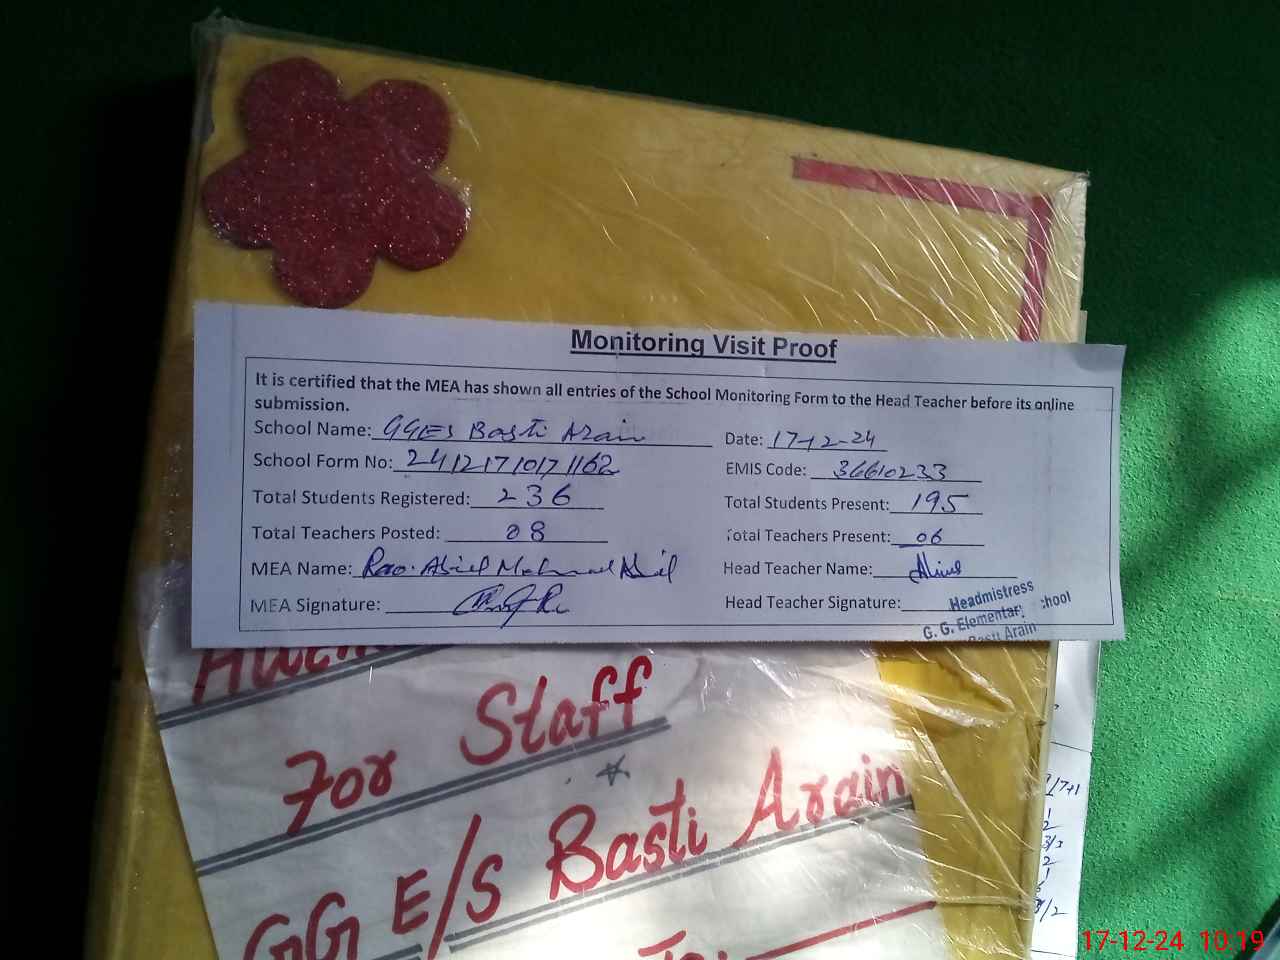 Monitoring Visit Proof
It is certified that the MEA has shown all entries of the School Monitoring Form to the Head Teacher before its online
submission.
School Name: GGES Basti Arain Date: 17-12-24
School Form No: 24121710171162 EMIS Code: 36610233
Total Students Registered: 236 Total Students Present: 195
Total Teachers Posted: 08 Total Teachers Present: 06
MEA Name: Rao. Head Teacher Name:
MEA Signature: Head Teacher Signature:
Headmistress
G. G. Elementary School
Basti Arain
For Staff
GG E/S Basti Arain
To:
17-12-24 10:19